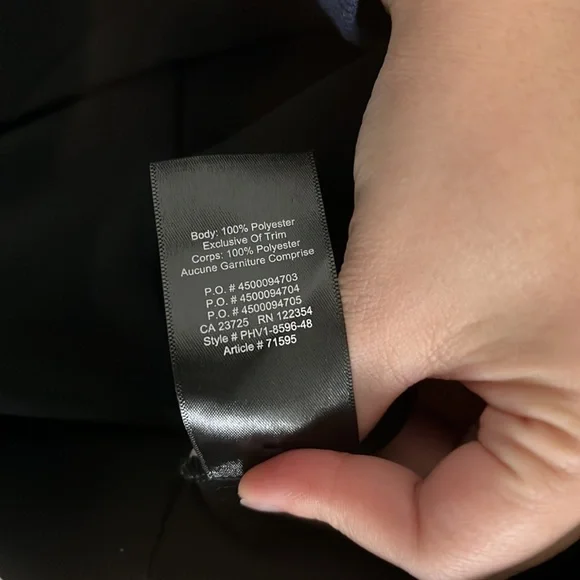 Body: 100% Polyester
Exclusive Of Trim
Corps: 100% Polyester
Aucune Garniture Comprise
P.O. # 4500094703
P.O. # 4500094704
P.O. # 4500094705
CA 23725 RN 122354
Style # PHV1-8596-48
Article # 71595